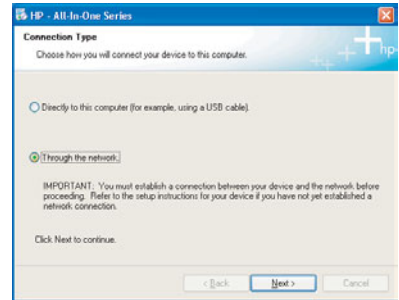 HP - All-In-One Series
Connection Type
Choose how you will connect your device to this computer.
hp
Directly to this computer (for example, using a USB cable).
Through the network.
IMPORTANT: You must establish a connection between
your device and the network before
proceeding. Refer to the setup instructions for your device if you have not yet established a
network connection.
Click Next to continue.
< Back Next > Cancel